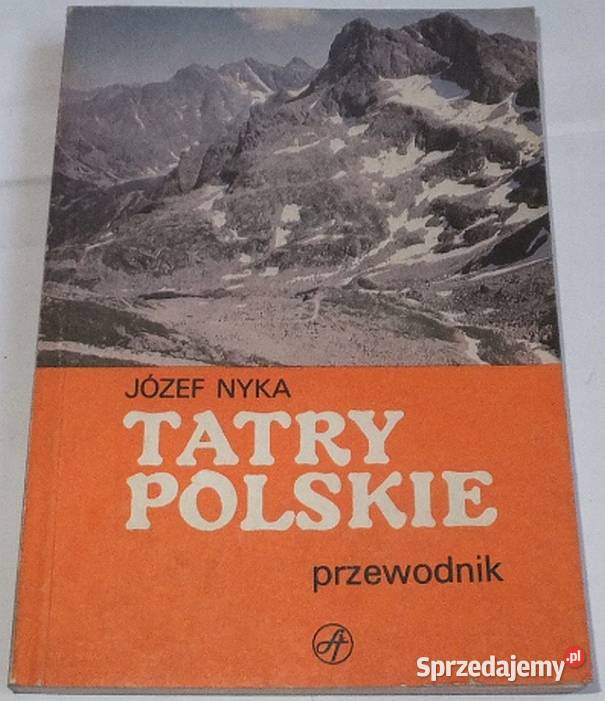 JÓZEF NYKA
TATRY
POLSKIE
przewodnik
Sprzedajemy.pl